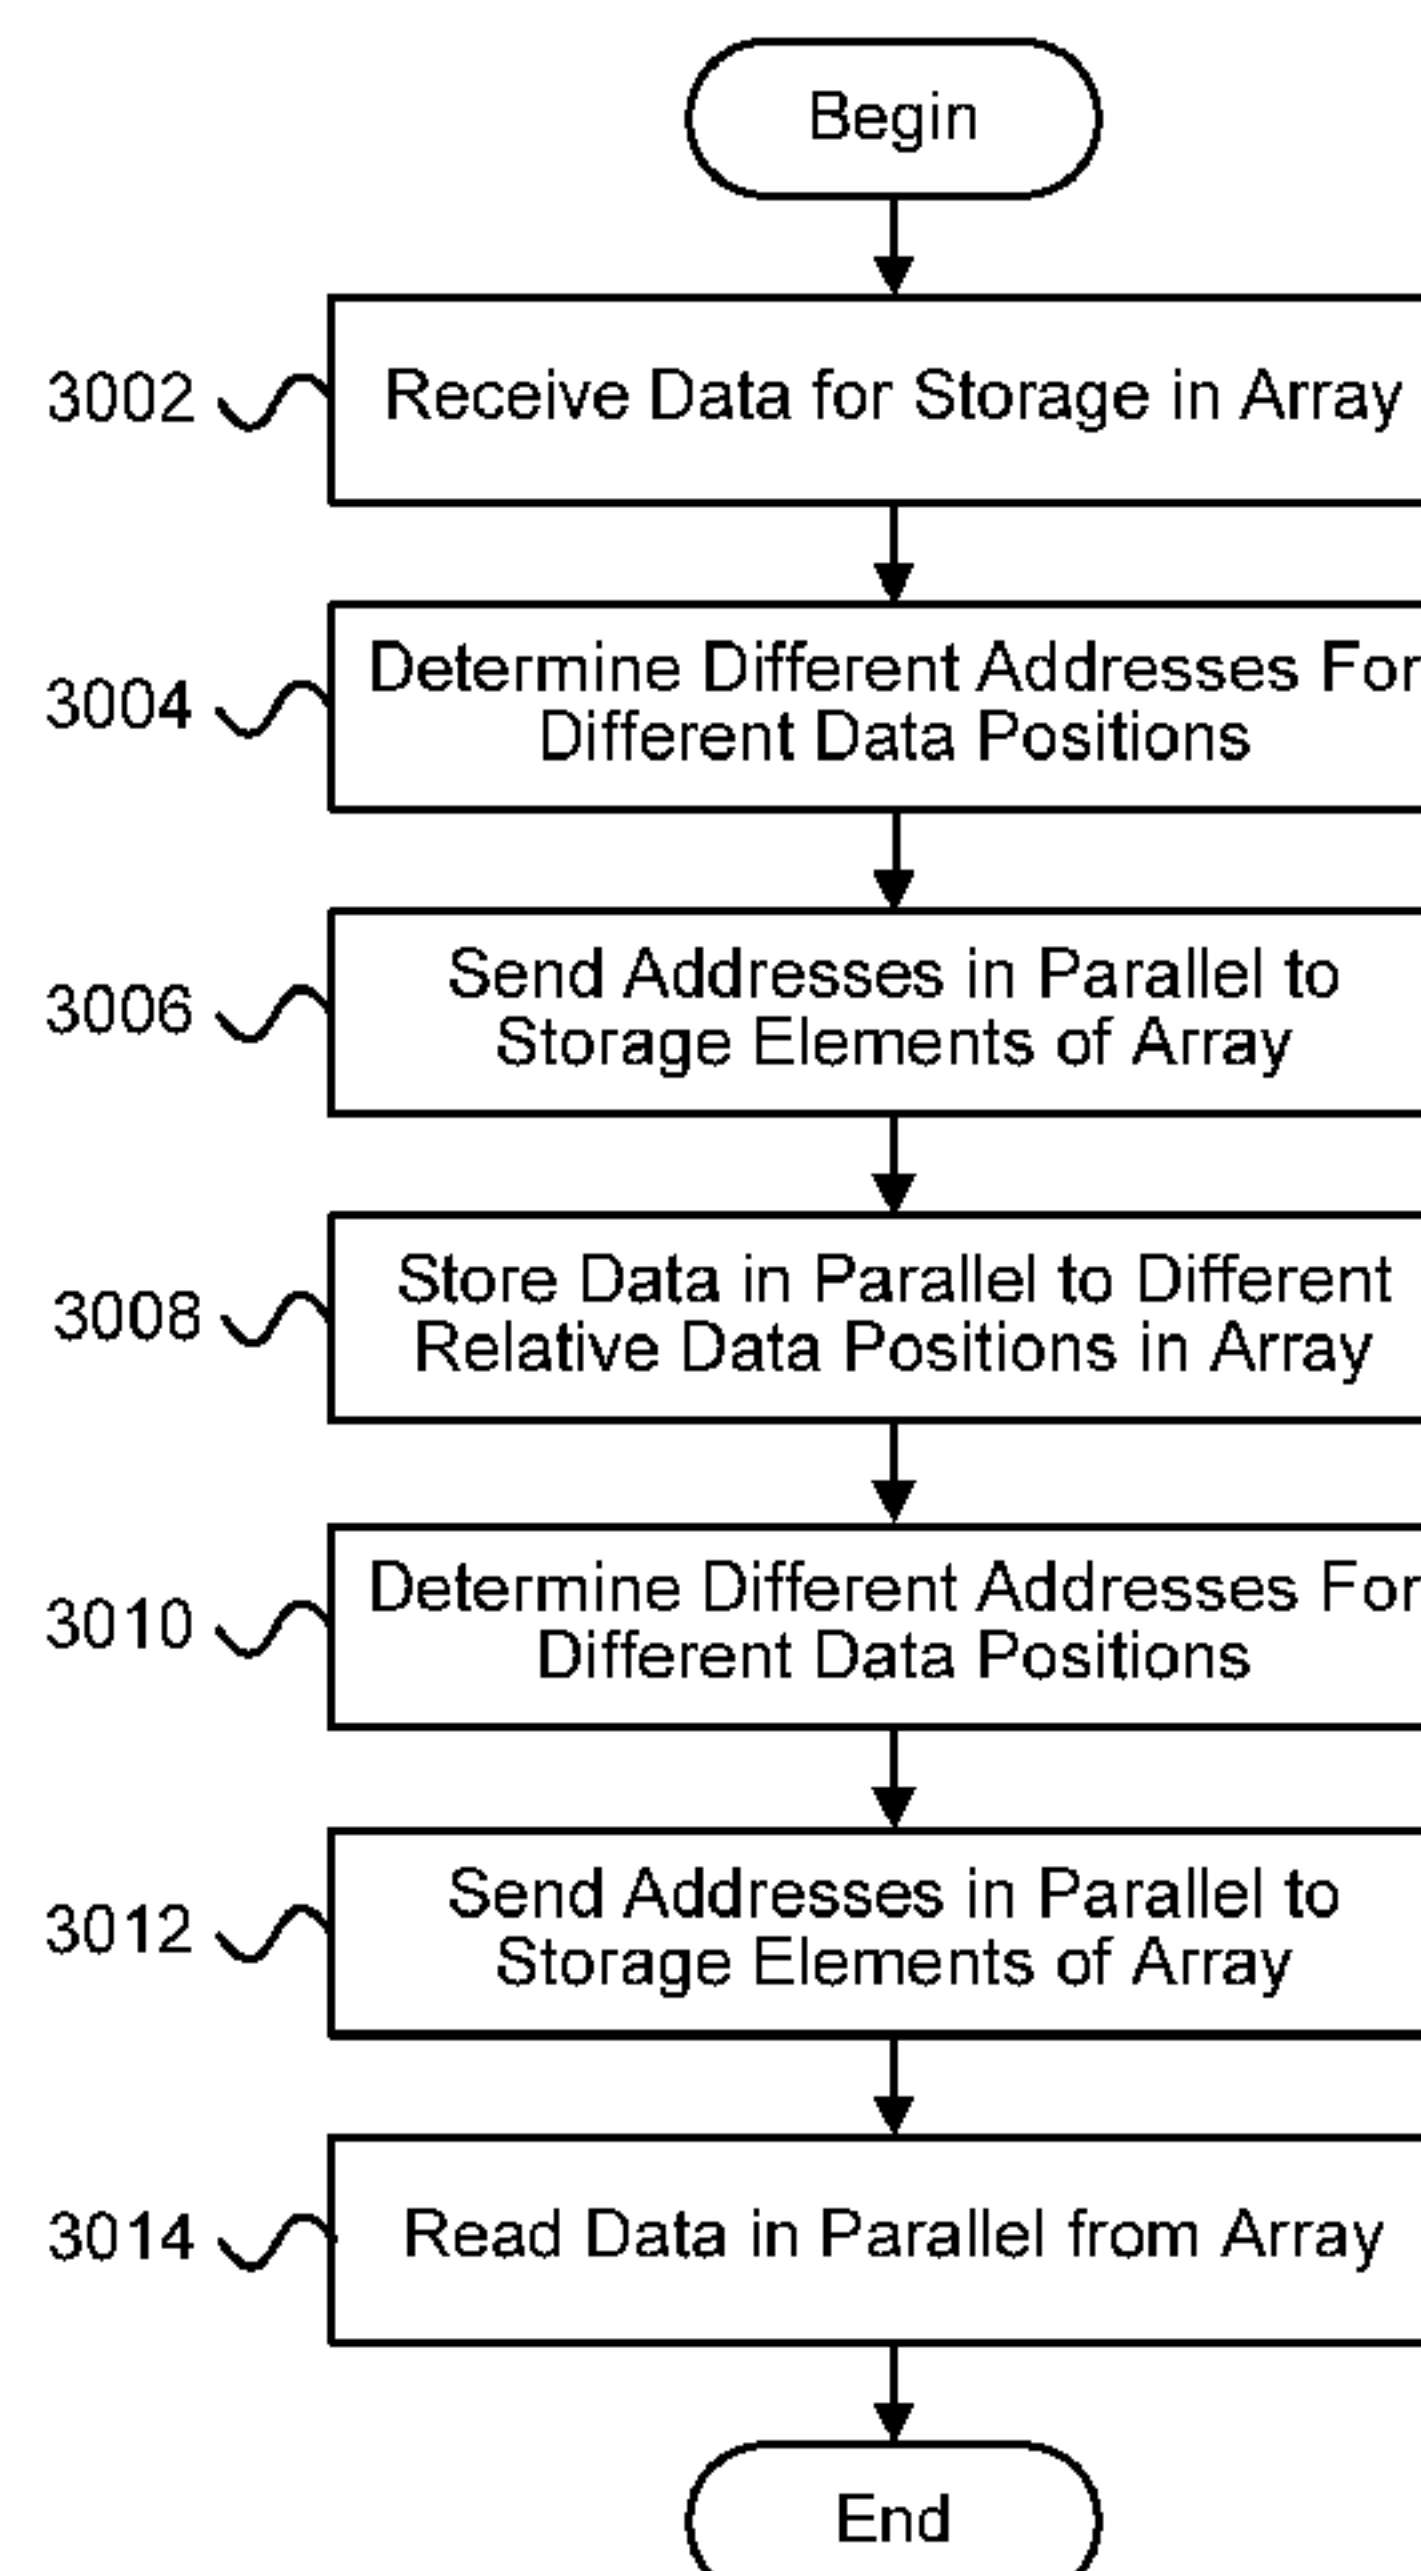 Begin
3002
Receive Data for Storage in Array
3004
Determine Different Addresses For
Different Data Positions
3006
Send Addresses in Parallel to
Storage Elements of Array
3008
Store Data in Parallel to Different
Relative Data Positions in Array
3010
Determine Different Addresses For
Different Data Positions
3012
Send Addresses in Parallel to
Storage Elements of Array
3014
Read Data in Parallel from Array
End